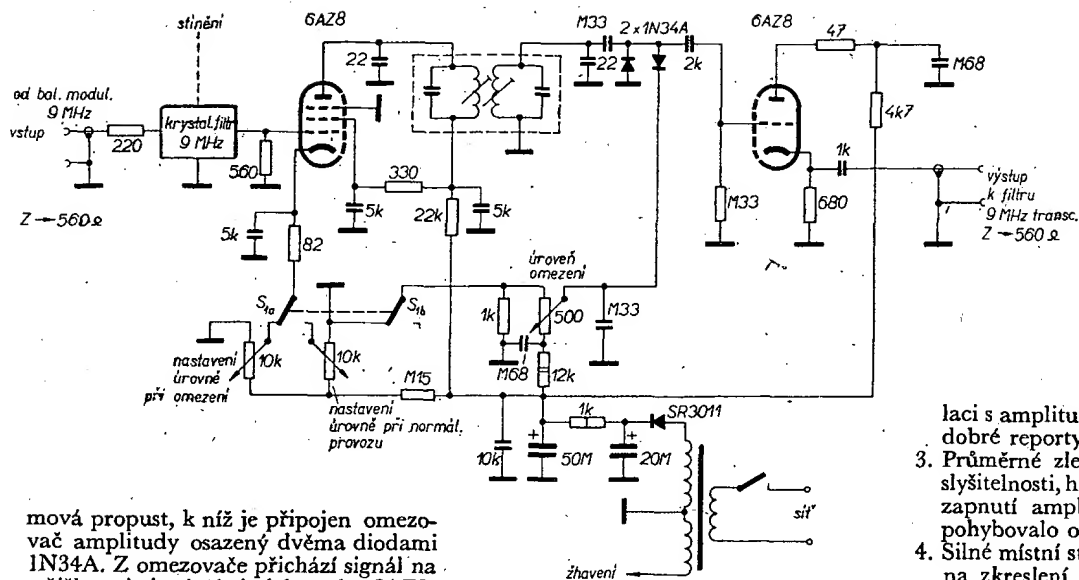 stínění
6AZ8
M33
2 x 1N34A
6AZ8
47
M68
22
22
2k
4k7
od bal. modul.
9 MHz
vstup
220
krystal. filtr
9 MHz
560
330
5k
22k
5k
M33
1k
680
výstup
k filtru
9 MHz transc.
Z → 560 Ω
Z → 560 Ω
5k
82
úroveň
omezení
S1a
S1b
1k
500
M33
M68
10k
10k
12k
nastavení
úrovně
při omezení
M15
nastavení
úrovně při normál.
provozu
10k
1k
SR3011
+
50M
+
20M
síť
žhavení
mová propust, k níž je připojen omezo-
vač amplitudy osazený dvěma diodami
1N34A. Z omezovače přichází signál na
laci s amplitu
dobré reporty
3. Průměrné zle
slyšitelnosti, h
zapnutí ampl
pohybovalo o
4. Silné místní st
na zkreslení